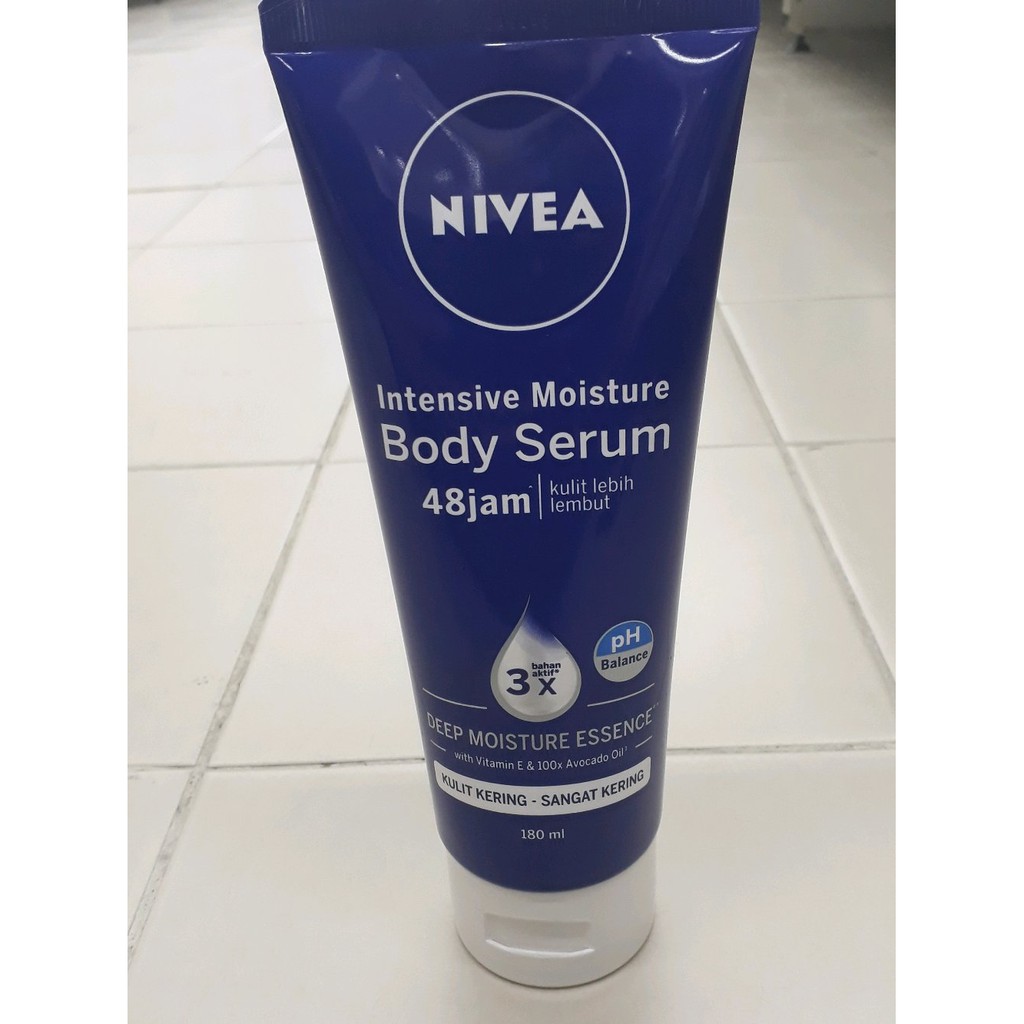 NIVEA
Intensive Moisture
Body Serum
48jam
kulit lebih
lembut
3X
bahan
aktif*
pH
Balance
DEEP MOISTURE ESSENCE
with Vitamin E & 100x Avocado Oil
KULIT KERING - SANGAT KERING
180 ml